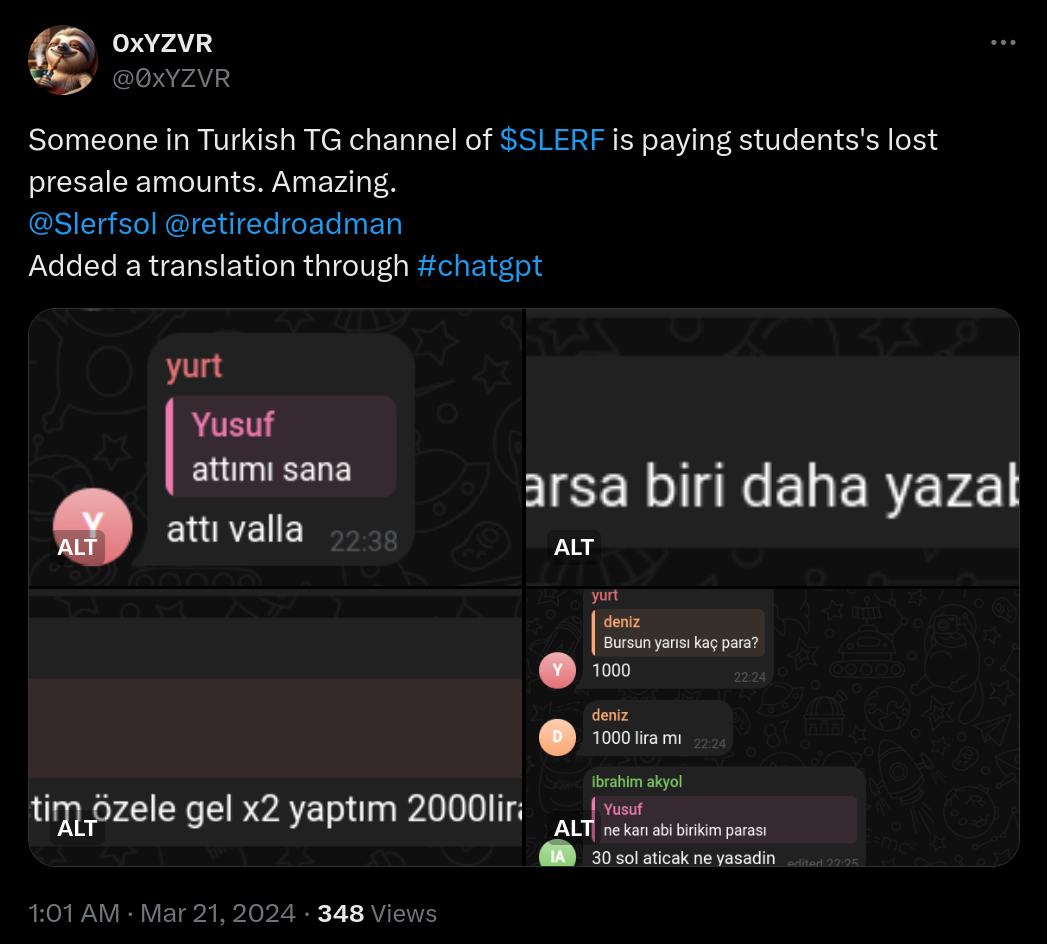 0xYZVR
@0xYZVR
Someone in Turkish TG channel of $SLERF is paying students's lost
presale amounts. Amazing.
@Slerfsol @retiredroadman
Added a translation through #chatgpt
yurt
Yusuf
attımı sana
attı valla 22:38
Y
ALT
arsa biri daha yazab
ALT
tim özele gel x2 yaptım 2000lira
ALT
yurt
deniz
Bursun yarısı kaç para?
Y
1000 22:24
deniz
D
1000 lira mı 22:24
ibrahim akyol
Yusuf
ne karı abi birikim parası
ALT
IA
30 sol aticak ne yasadin edited 22:25
1:01 AM · Mar 21, 2024 · 348 Views